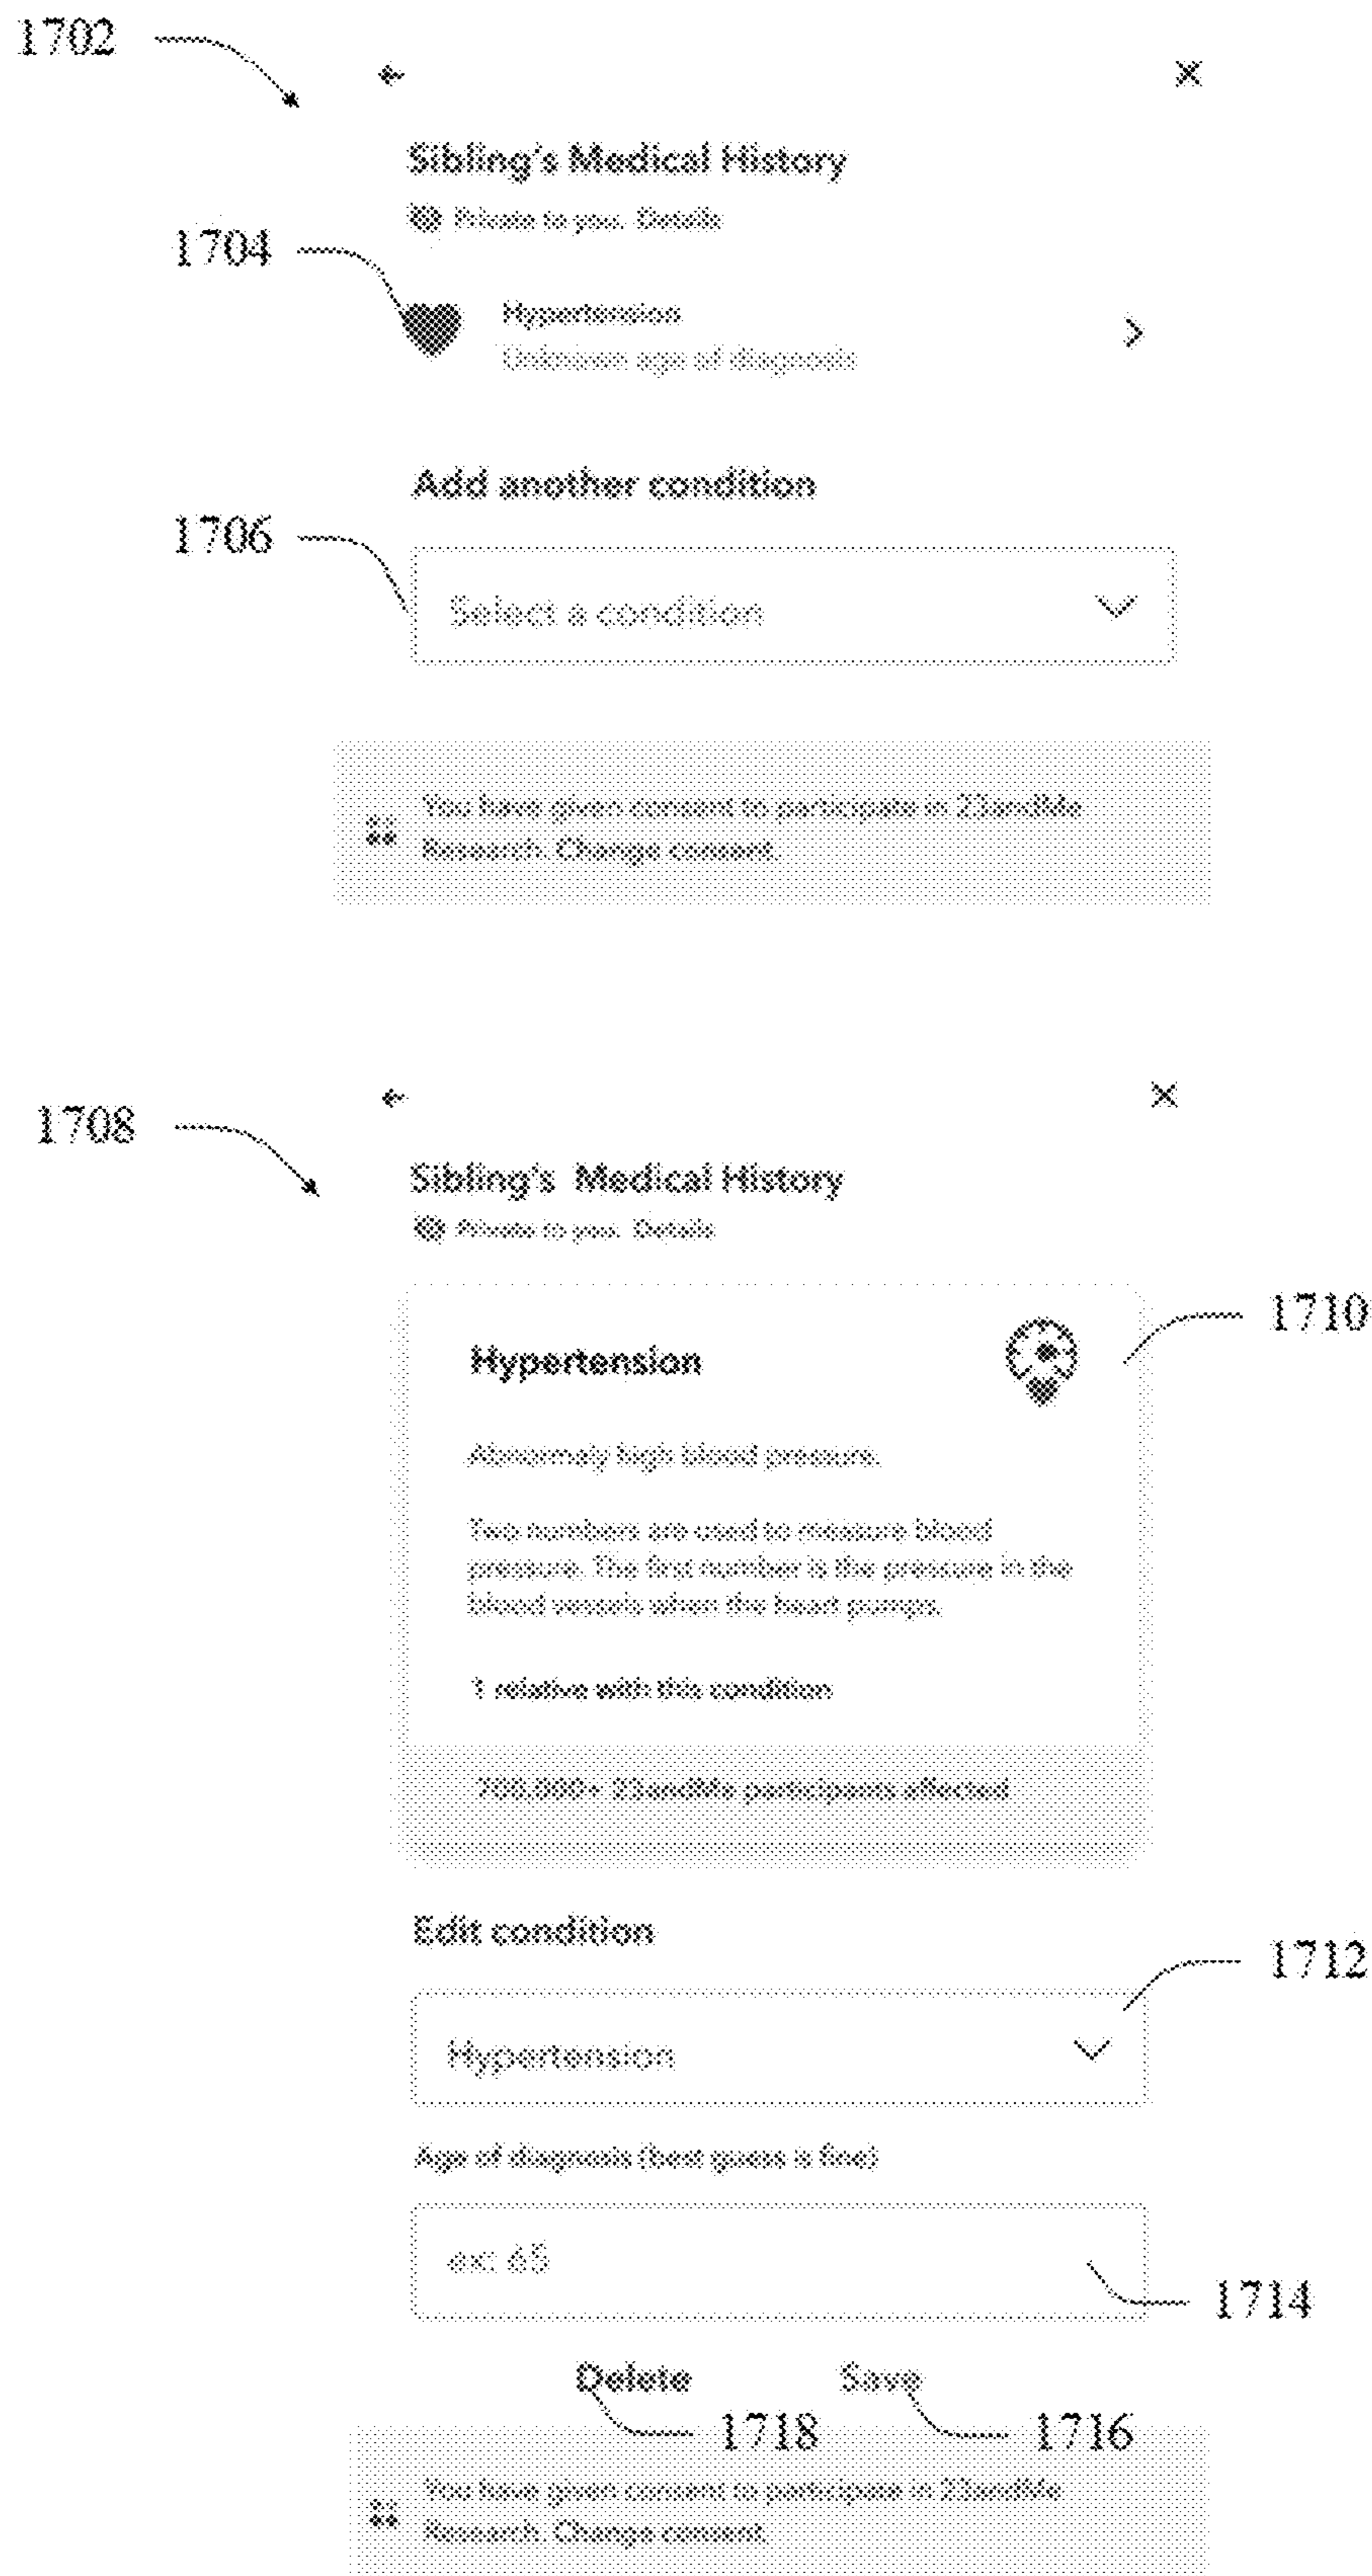 1702
Sibling's Medical History
Private to you. Details
1704
Hypertension
Unknown age of diagnosis
Add another condition
1706
Select a condition
You have given consent to participate in 23andMe
Research. Change consent.
1708
Sibling's Medical History
Private to you. Details
1710
Hypertension
Abnormaly high blood pressure.
Two numbers are used to measure blood
pressure. The first number is the pressure in the
blood vessels when the heart pumps.
1 relative with this condition
700,000+ 23andMe participants affected
Edit condition
1712
Hypertension
Age of diagnosis (best guess is fine)
ex: 65
1714
Delete Save
1718 1716
You have given consent to participate in 23andMe
Research. Change consent.